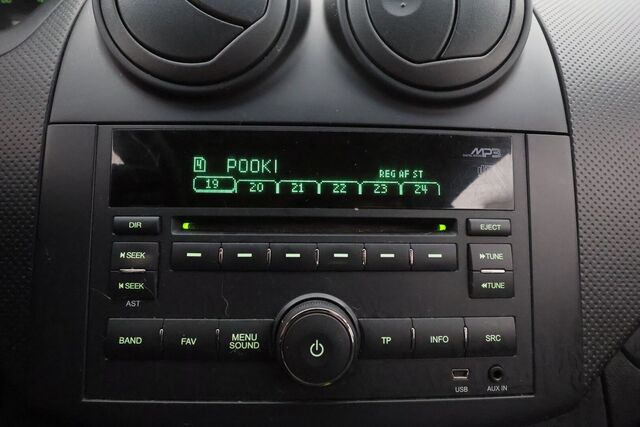 MP3
4 POOKI
REG AF ST
19 20 21 22 23 24
DIR
EJECT
SEEK
TUNE
SEEK
TUNE
AST
BAND
FAV
MENU
SOUND
TP
INFO
SRC
USB
AUX IN